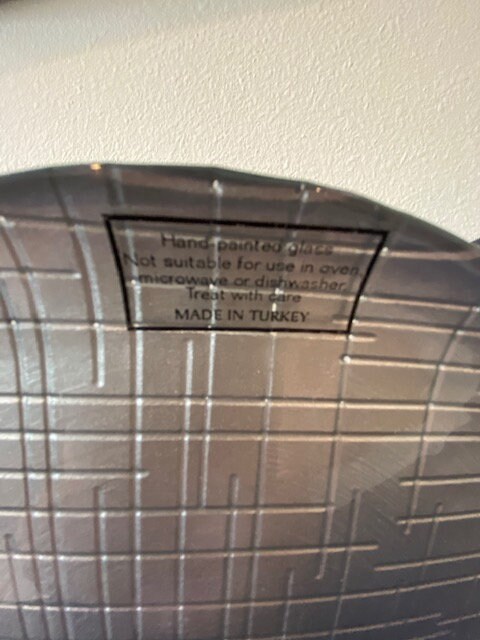 Hand-painted glass
Not suitable for use in oven,
microwave or dishwasher.
Treat with care
MADE IN TURKEY